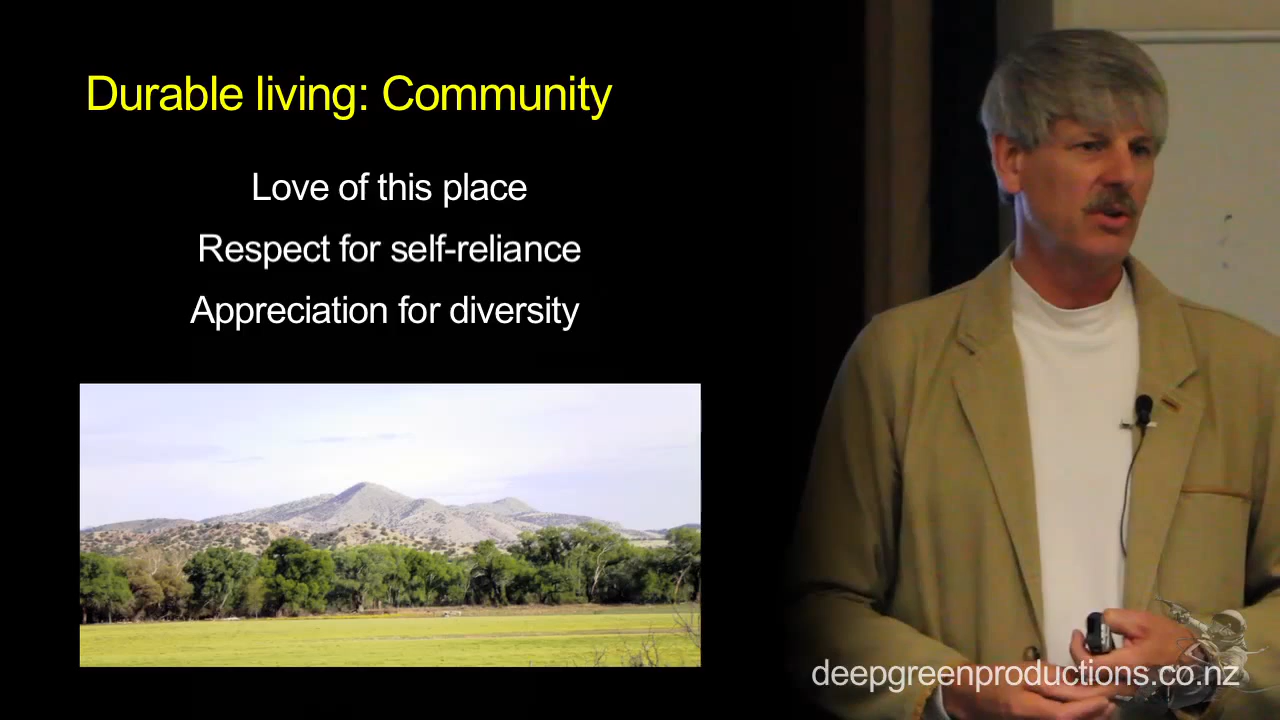 Durable living: Community
Love of this place
Respect for self-reliance
Appreciation for diversity
deepgreenproductions.co.nz